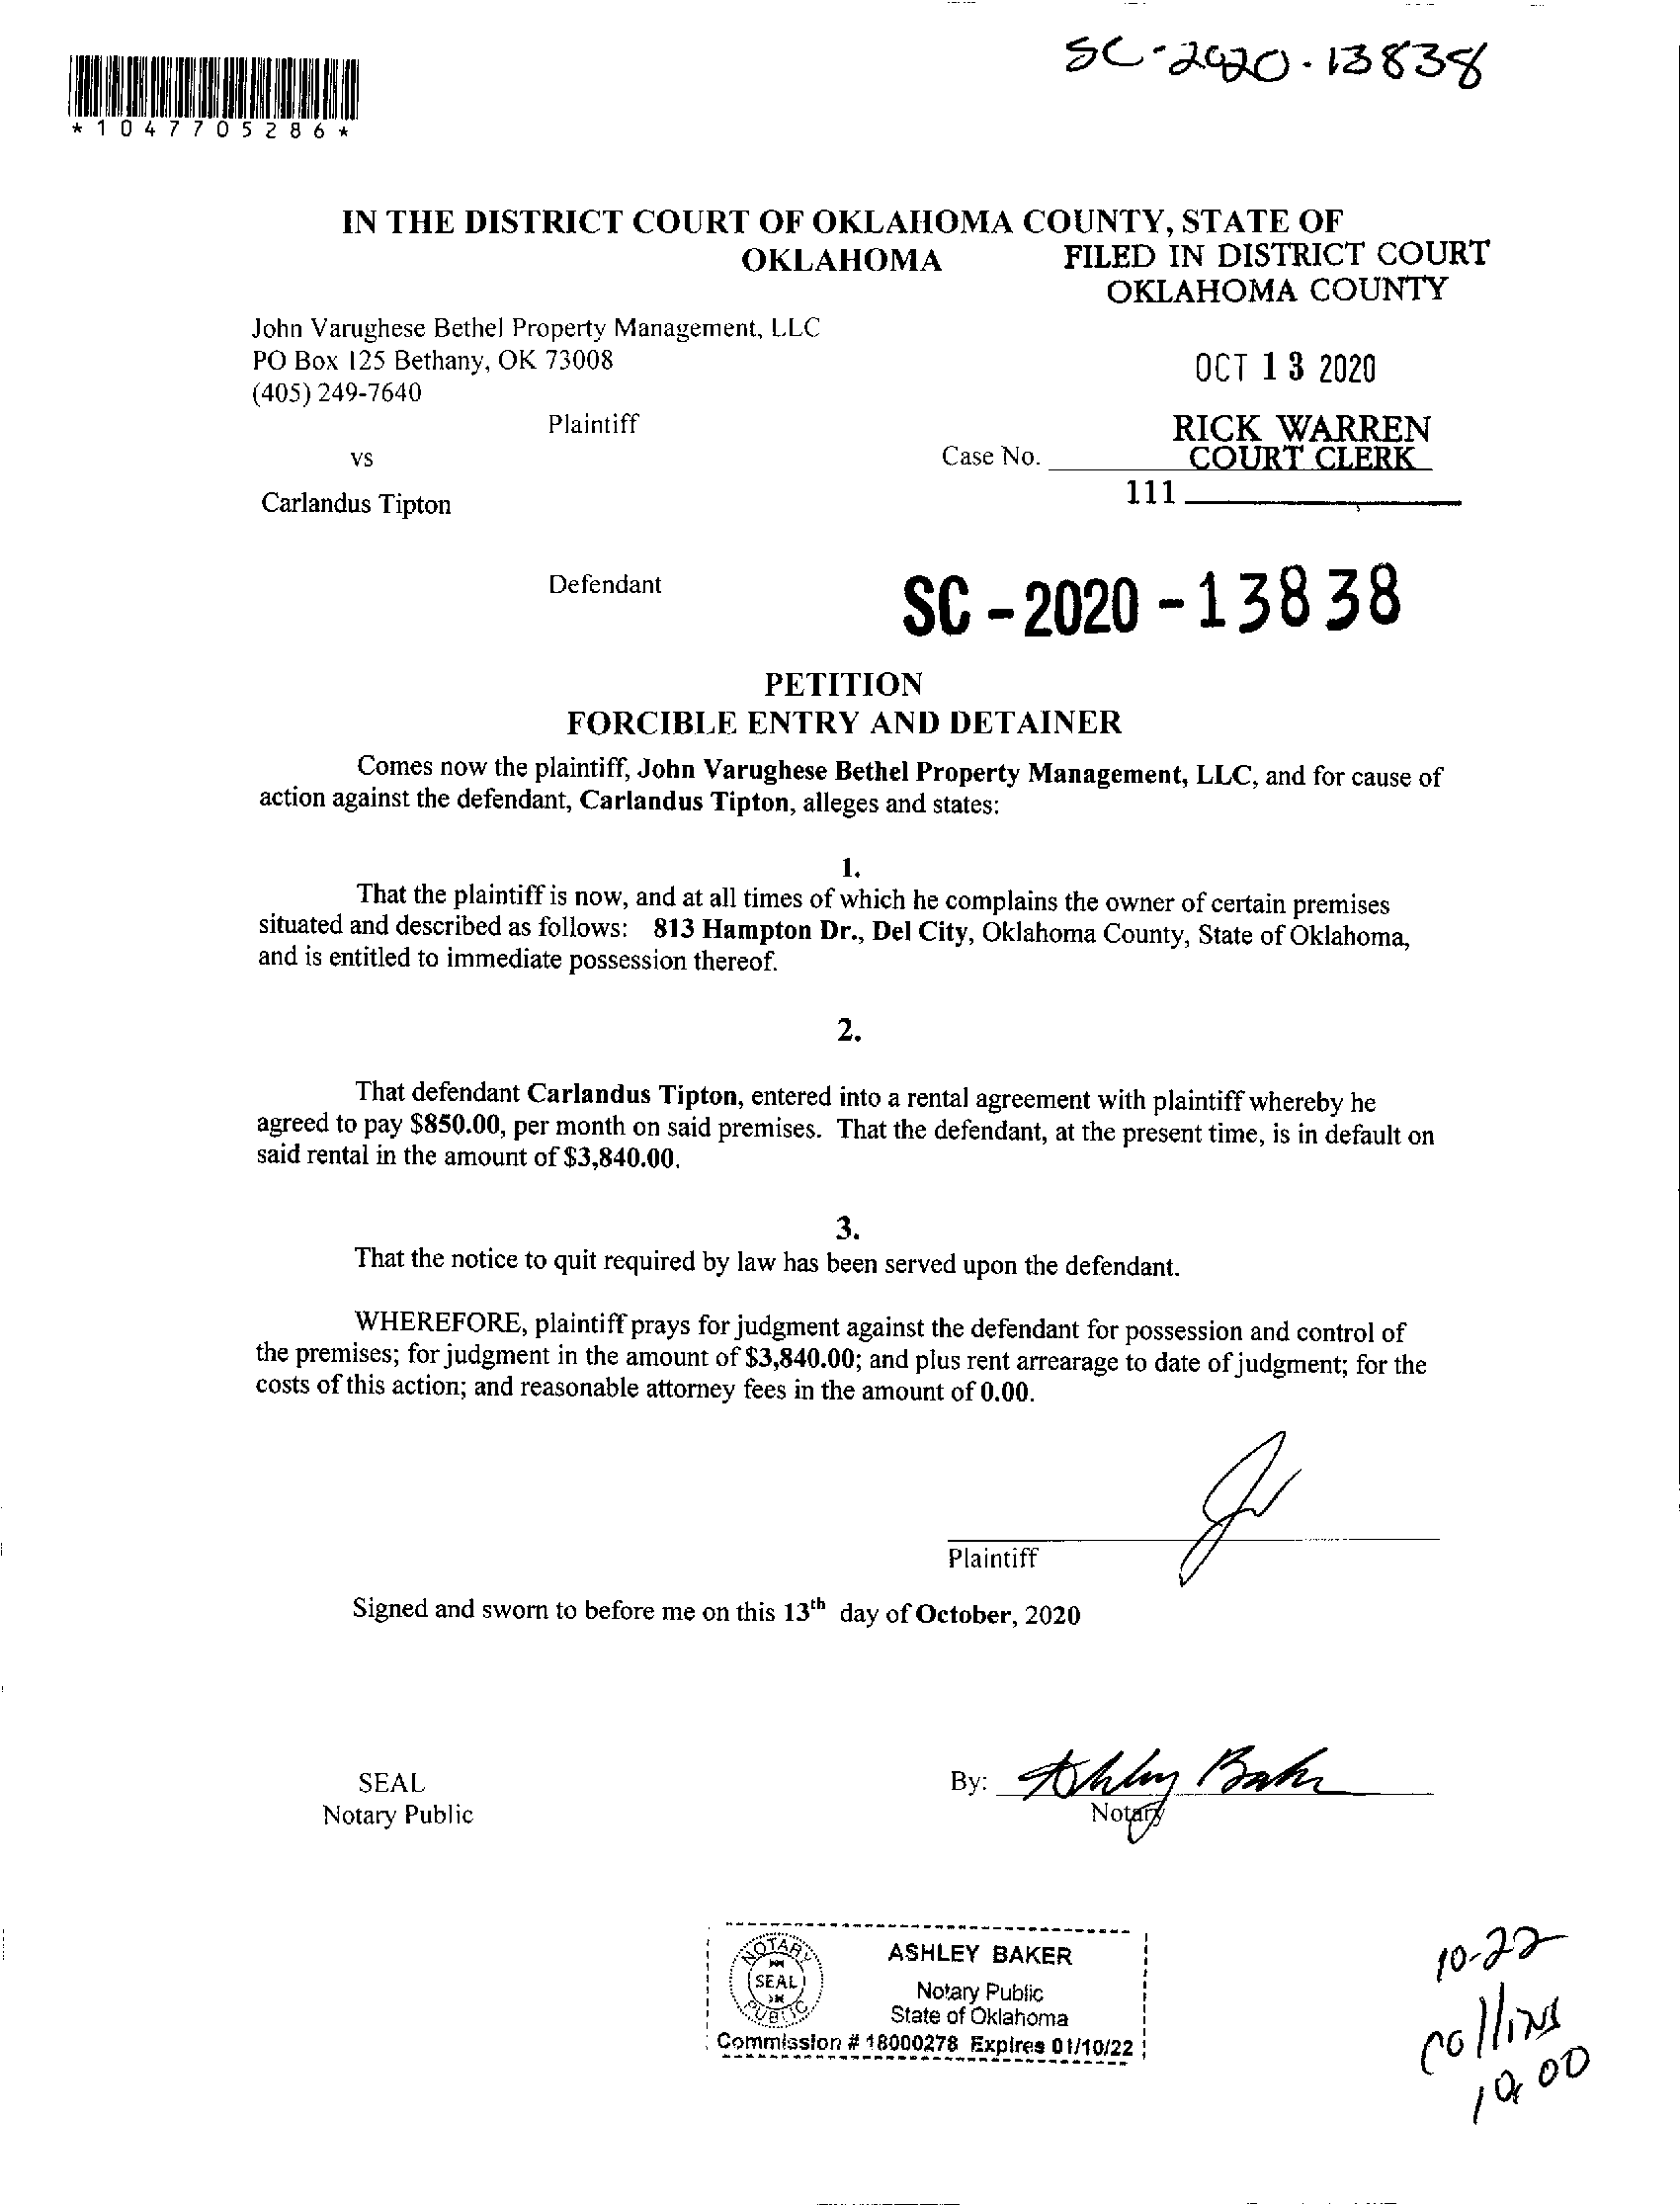 SC-2020-13838
*1047705286*
IN THE DISTRICT COURT OF OKLAHOMA COUNTY, STATE OF
OKLAHOMA
FILED IN DISTRICT COURT
OKLAHOMA COUNTY
John Varughese Bethel Property Management, LLC
PO Box 125 Bethany, OK 73008
(405) 249-7640
OCT 13 2020
Plaintiff
RICK WARREN
vs
Case No.
COURT CLERK
111
Carlandus Tipton
Defendant
SC-2020-13838
PETITION
FORCIBLE ENTRY AND DETAINER
Comes now the plaintiff, John Varughese Bethel Property Management, LLC, and for cause of
action against the defendant, Carlandus Tipton, alleges and states:
1.
That the plaintiff is now, and at all times of which he complains the owner of certain premises
situated and described as follows: 813 Hampton Dr., Del City, Oklahoma County, State of Oklahoma,
and is entitled to immediate possession thereof.
2.
That defendant Carlandus Tipton, entered into a rental agreement with plaintiff whereby he
agreed to pay $850.00, per month on said premises. That the defendant, at the present time, is in default on
said rental in the amount of $3,840.00.
3.
That the notice to quit required by law has been served upon the defendant.
WHEREFORE, plaintiff prays for judgment against the defendant for possession and control of
the premises; for judgment in the amount of $3,840.00; and plus rent arrearage to date of judgment; for the
costs of this action; and reasonable attorney fees in the amount of 0.00.
Plaintiff
Signed and sworn to before me on this 13th day of October, 2020
SEAL
Notary Public
By: Ashley Baker
Notary
NOTARY
SEAL
PUBLIC
ASHLEY BAKER
Notary Public
State of Oklahoma
Commission # 18000278 Expires 01/10/22
10-22
Collins
10:00